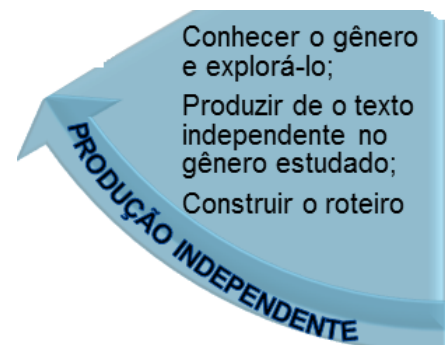 Conhecer o gênero
e explorá-lo;
Produzir de o texto
independente no
gênero estudado;
Construir o roteiro
PRODUÇÃO INDEPENDENTE